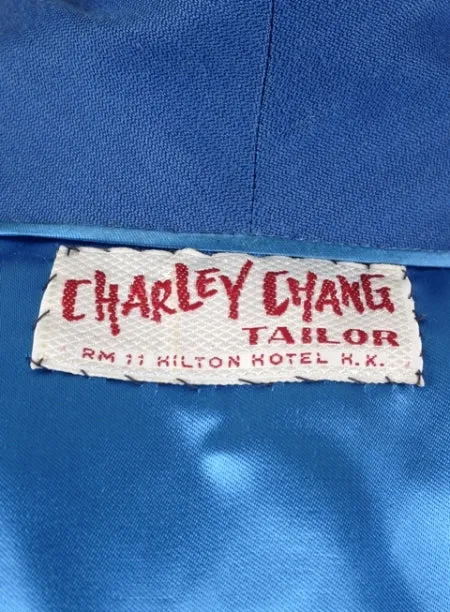 CHARLEY CHANG
TAILOR
RM 11 HILTON HOTEL H.K.